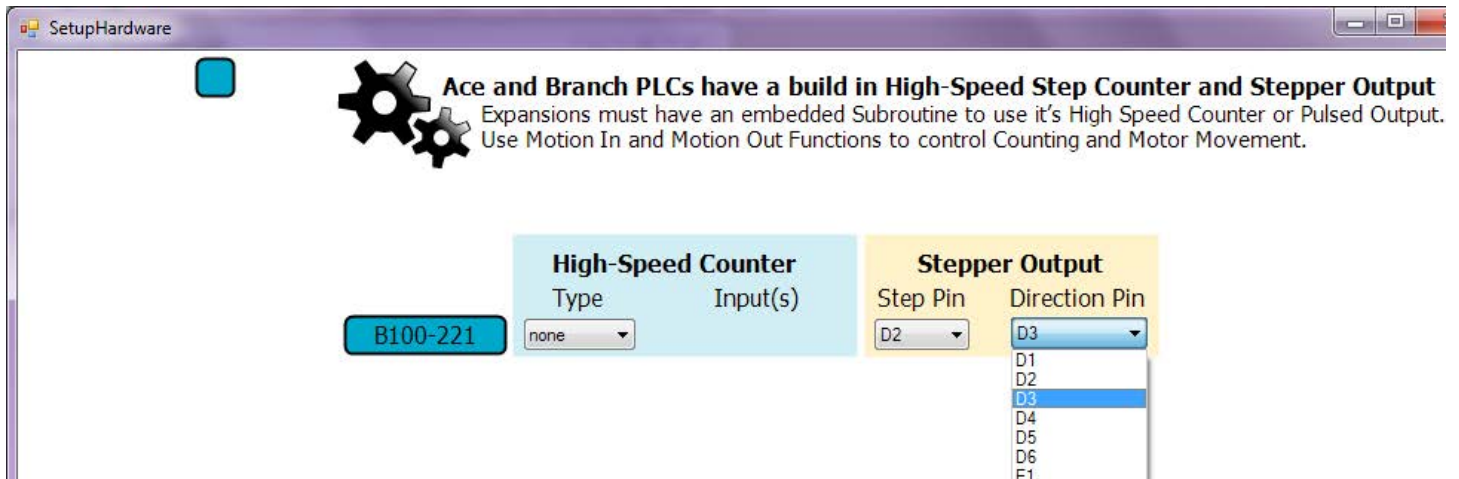 SetupHardware
Ace and Branch PLCs have a build in High-Speed Step Counter and Stepper Output
Expansions must have an embedded Subroutine to use it’s High Speed Counter or Pulsed Output.
Use Motion In and Motion Out Functions to control Counting and Motor Movement.
High-Speed Counter Stepper Output
Type Input(s) Step Pin Direction Pin
B100-221 none D2 D3
D1
D2
D3
D4
D5
D6